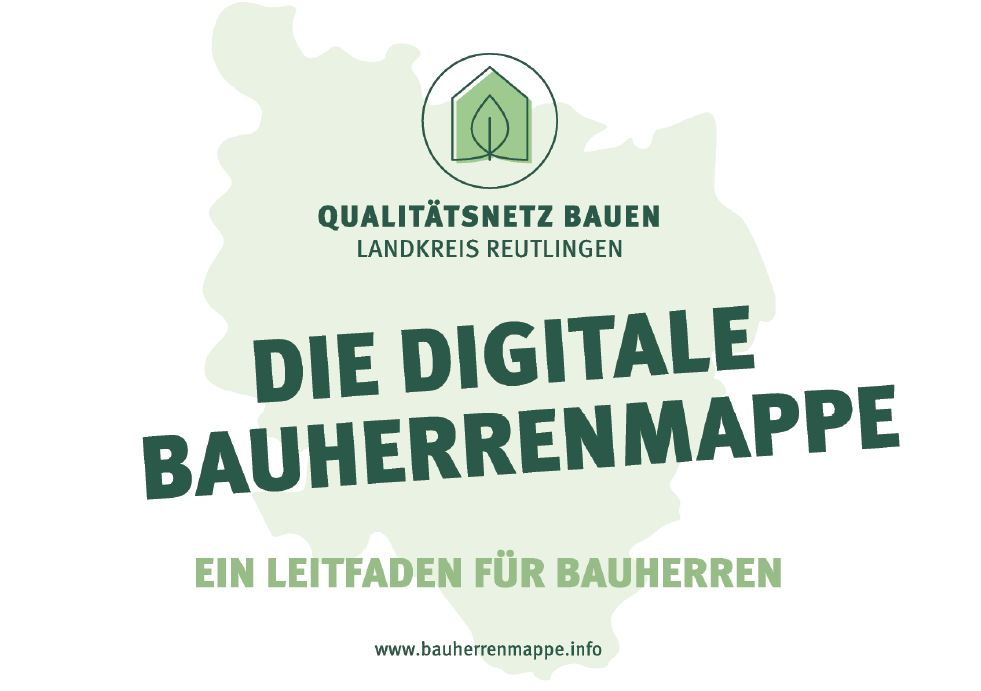 QUALITÄTSNETZ BAUEN
LANDKREIS REUTLINGEN
DIE DIGITALE
BAUHERRENMAPPE
EIN LEITFADEN FÜR BAUHERREN
www.bauherrenmappe.info